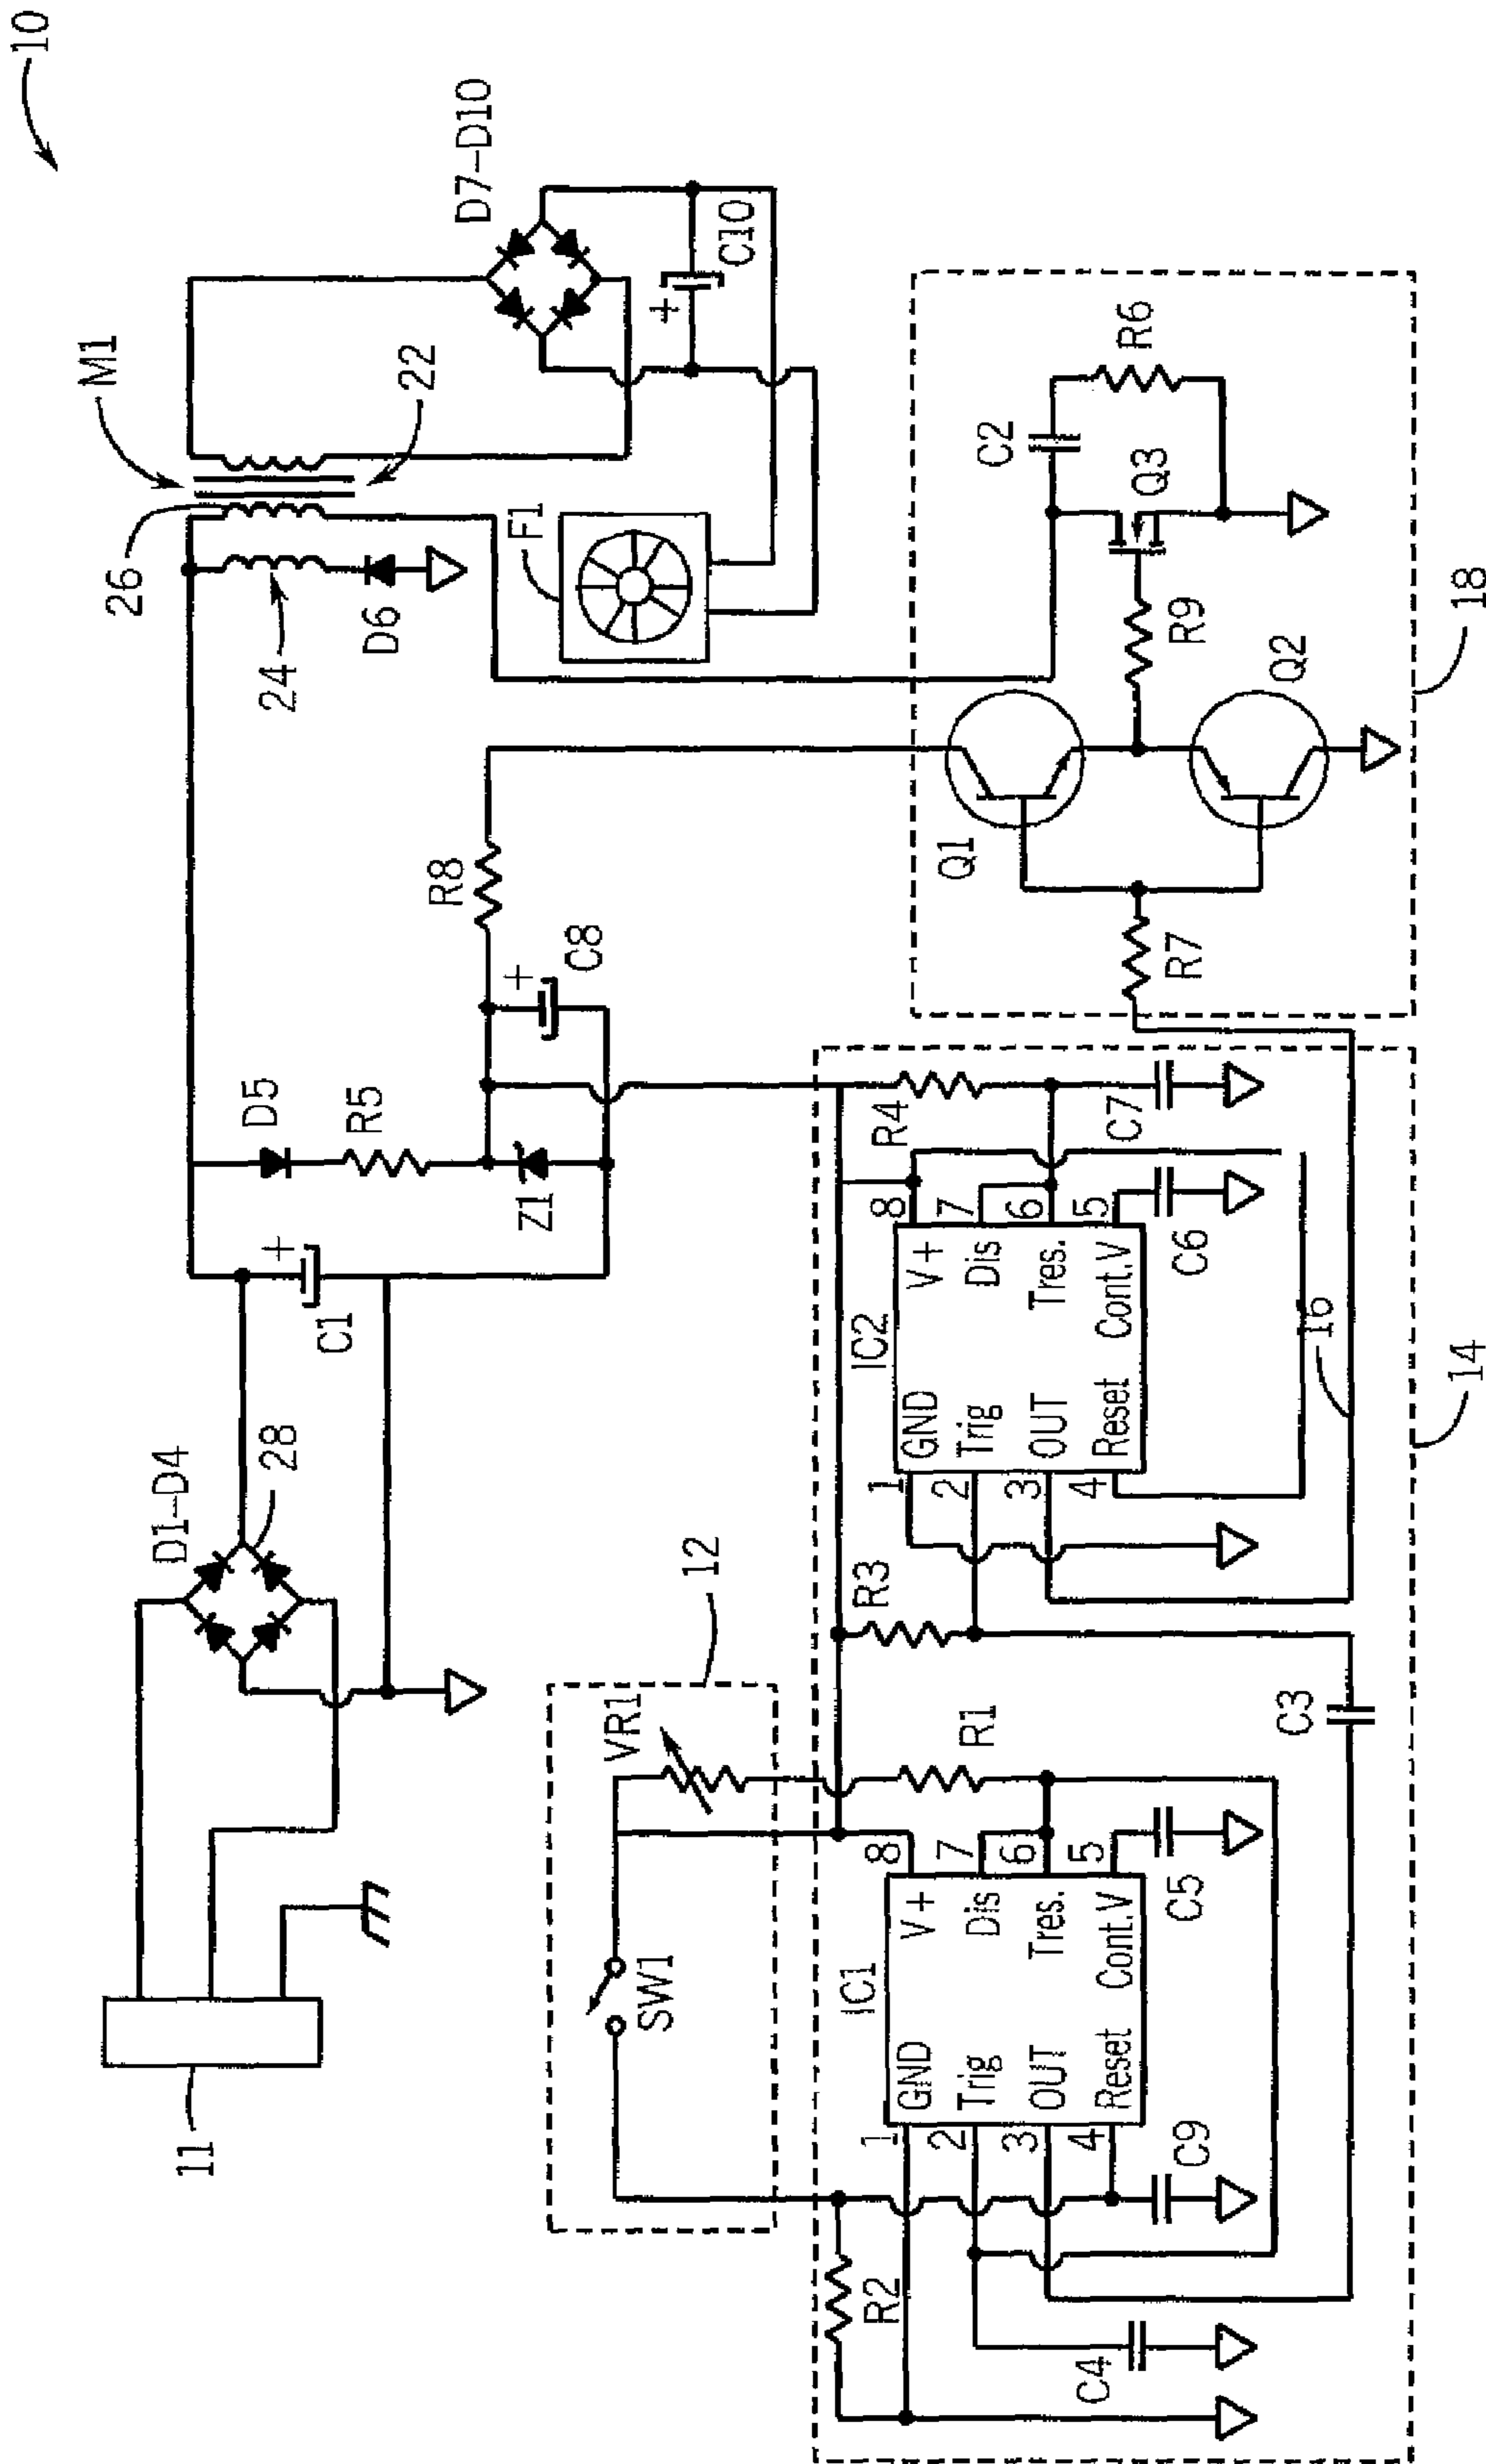 10
M1
26
22
24
D6
D7-D10
+
C10
F1
D5
R5
Z1
+
C8
R8
+
C1
D1-D4
28
11
12
VR1
SW1
Q1
Q2
Q3
R9
R7
C2
R6
18
R4
C7
IC2
8
7
6
5
V+
Dis
Tres.
Cont.V
GND
Trig
OUT
Reset
1
2
3
4
C6
16
14
R3
C3
R1
IC1
8
7
6
5
V+
Dis
Tres.
Cont.V
GND
Trig
OUT
Reset
1
2
3
4
C5
C9
R2
C4